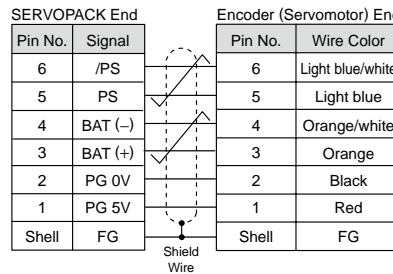 SERVOPACK End
Encoder (Servomotor) En
Pin No. Signal Pin No. Wire Color
6 /PS 6 Light blue/white
5 PS 5 Light blue
4 BAT (−) 4 Orange/white
3 BAT (+) 3 Orange
2 PG 0V 2 Black
1 PG 5V 1 Red
Shell FG Shell FG
Shield
Wire